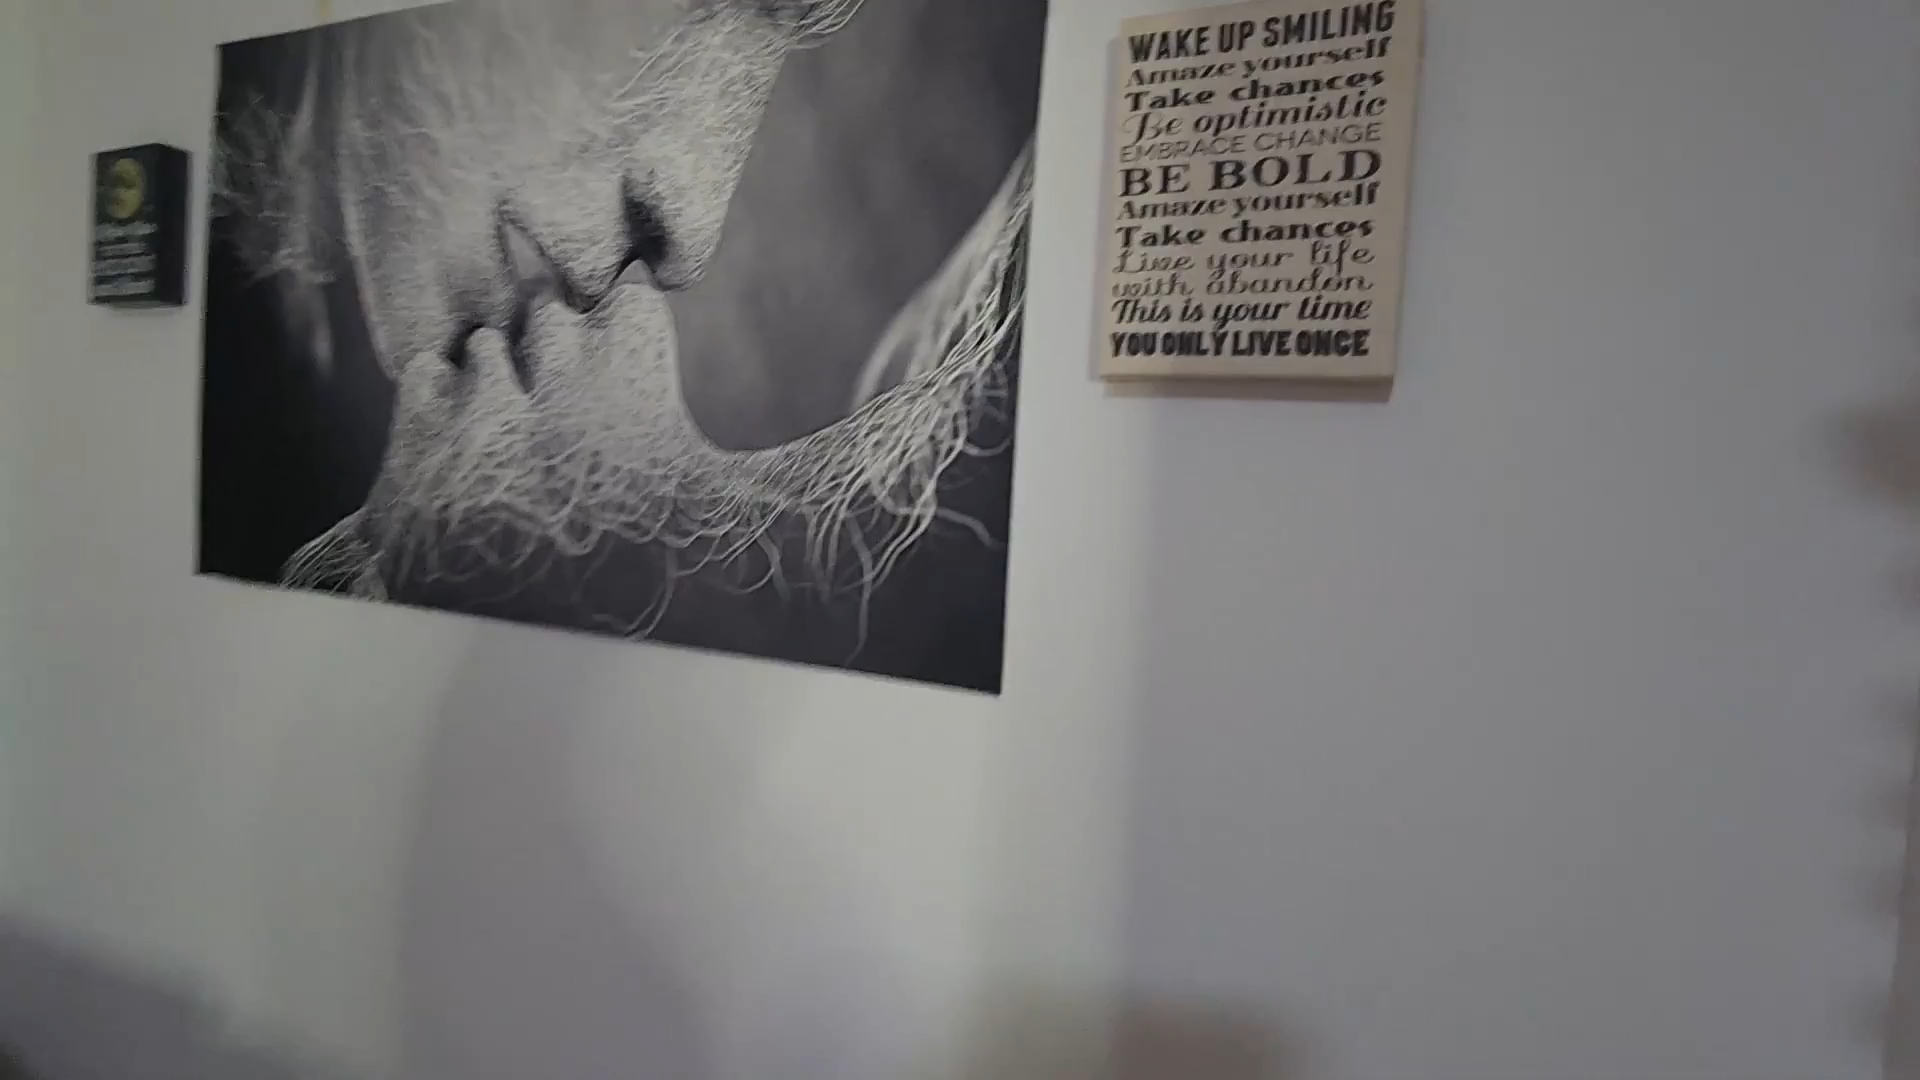 WAKE UP SMILING
Amaze yourself
Take chances
Be optimistic
EMBRACE CHANGE
BE BOLD
Amaze yourself
Take chances
Live your life
with abandon
This is your time
YOU ONLY LIVE ONCE